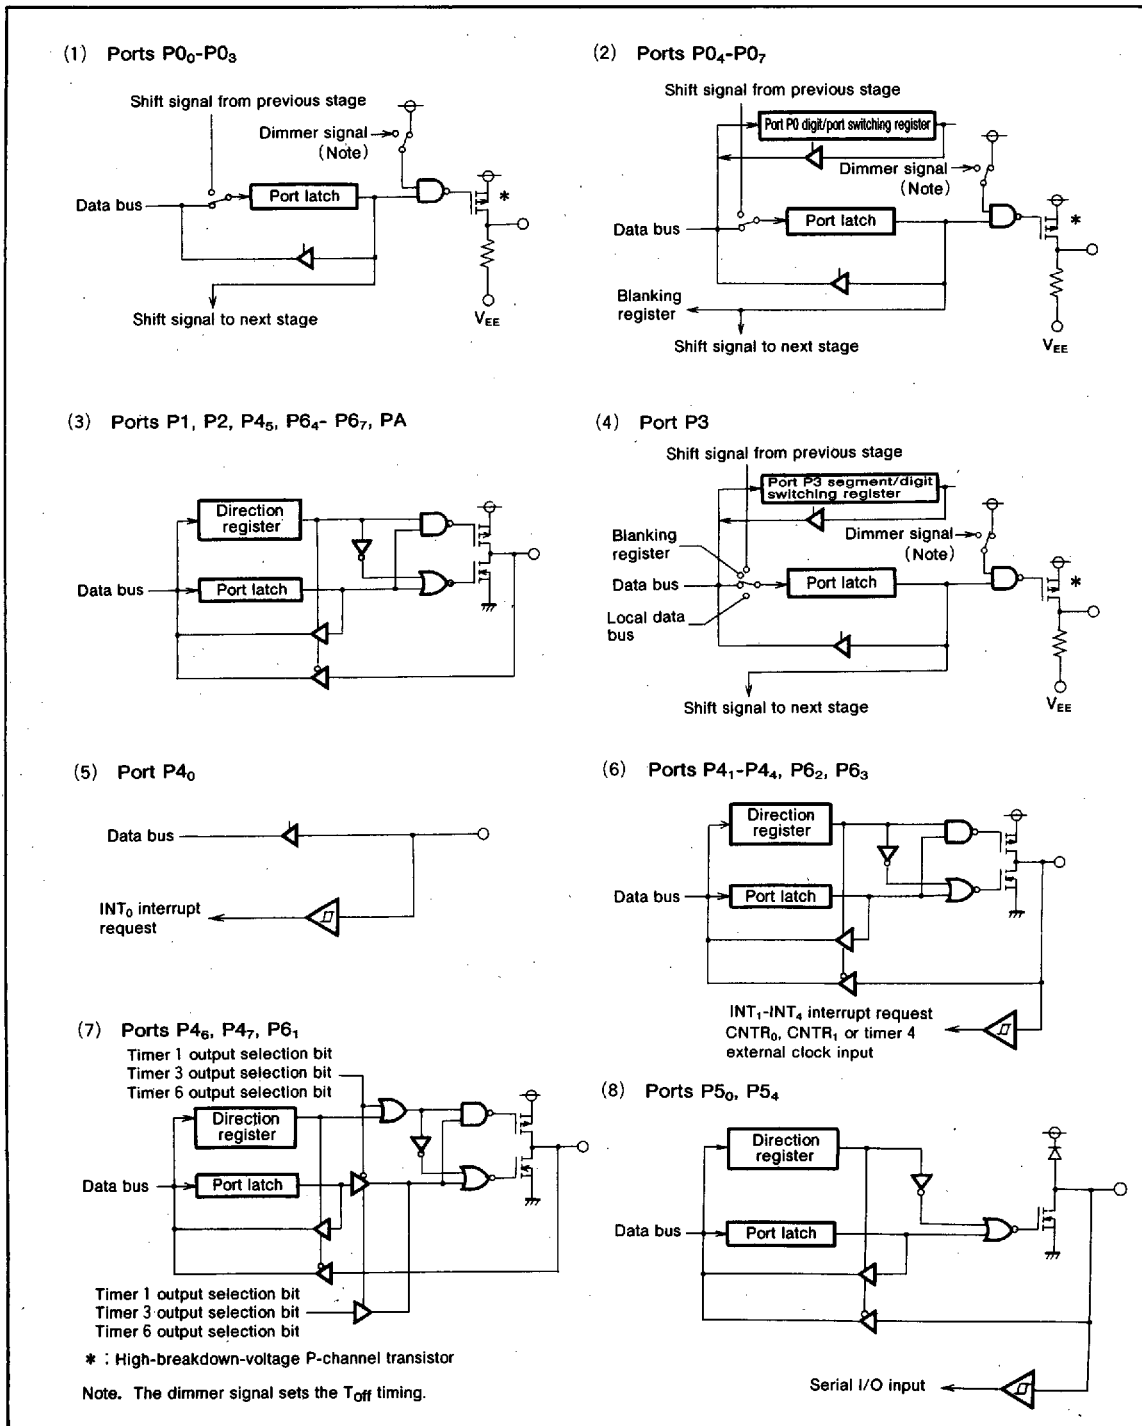 (1) Ports P0₀-P0₃
Shift signal from previous stage
Dimmer signal
(Note)
Port latch
*
Data bus
Shift signal to next stage
V_EE
(2) Ports P0₄-P0₇
Shift signal from previous stage
Port P0 digit/port switching register
Dimmer signal
(Note)
Data bus
Port latch
*
Blanking
register
Shift signal to next stage
V_EE
(3) Ports P1, P2, P4₅, P6₄- P6₇, PA
Direction
register
Data bus
Port latch
(4) Port P3
Shift signal from previous stage
Port P3 segment/digit
switching register
Blanking
register
Dimmer signal
(Note)
Data bus
Port latch
*
Local data
bus
Shift signal to next stage
V_EE
(5) Port P4₀
Data bus
INT₀ interrupt
request
(6) Ports P4₁-P4₄, P6₂, P6₃
Direction
register
Data bus
Port latch
INT₁-INT₄ interrupt request
CNTR₀, CNTR₁ or timer 4
external clock input
(7) Ports P4₆, P4₇, P6₁
Timer 1 output selection bit
Timer 3 output selection bit
Timer 6 output selection bit
Direction
register
Data bus
Port latch
Timer 1 output selection bit
Timer 3 output selection bit
Timer 6 output selection bit
(8) Ports P5₀, P5₄
Direction
register
Data bus
Port latch
Serial I/O input
* : High-breakdown-voltage P-channel transistor
Note. The dimmer signal sets the T_off timing.